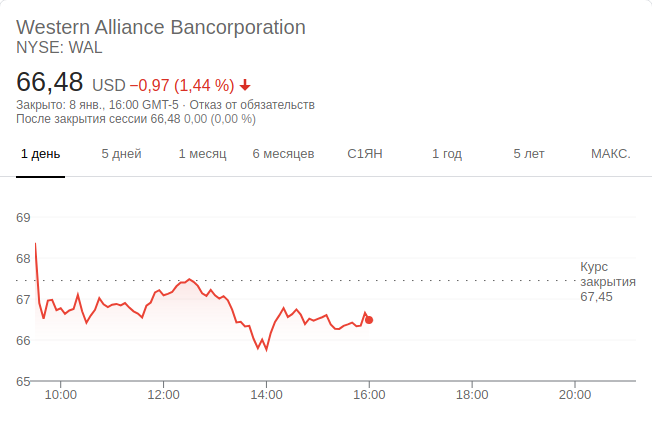 Western Alliance Bancorporation
NYSE: WAL
66,48 USD −0,97 (1,44 %)
Закрыто: 8 янв., 16:00 GMT-5 · Отказ от обязательств
После закрытия сессии 66,48 0,00 (0,00 %)
1 день 5 дней 1 месяц 6 месяцев С1ЯН 1 год 5 лет МАКС.
69
68
67
66
65
Курс
закрытия
67,45
10:00 12:00 14:00 16:00 18:00 20:00